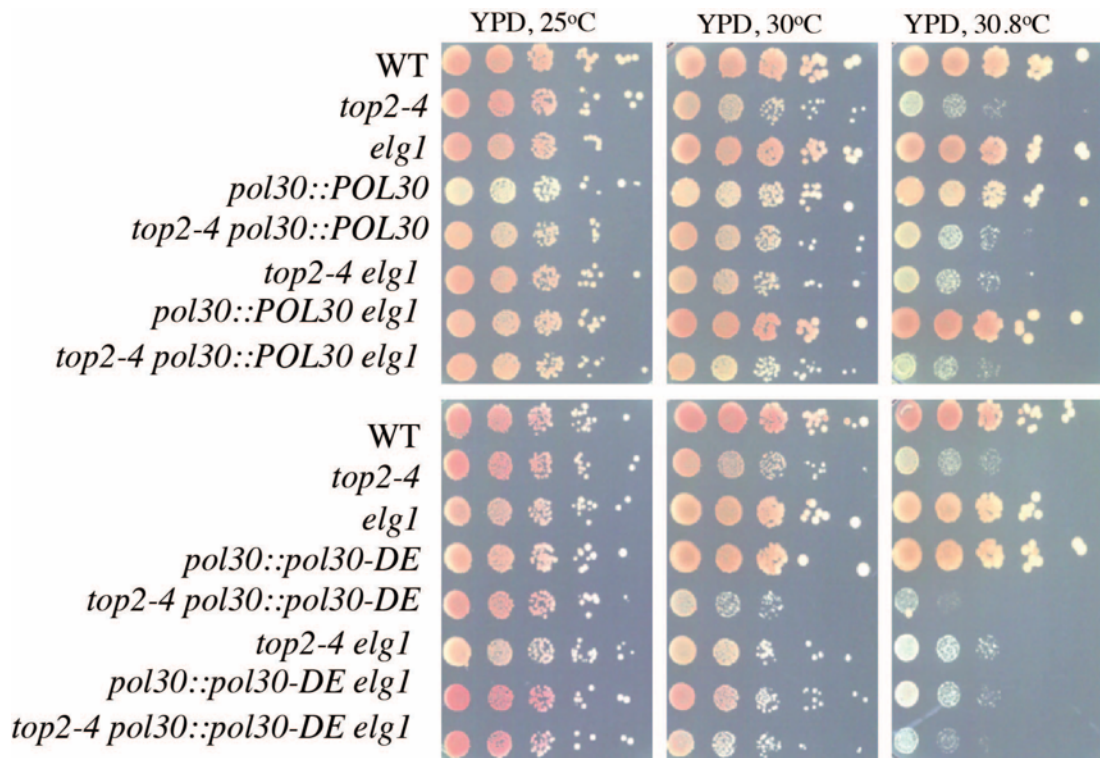 YPD, 25°C YPD, 30°C YPD, 30.8°C
WT
top2-4
elg1
pol30::POL30
top2-4 pol30::POL30
top2-4 elg1
pol30::POL30 elg1
top2-4 pol30::POL30 elg1
WT
top2-4
elg1
pol30::pol30-DE
top2-4 pol30::pol30-DE
top2-4 elg1
pol30::pol30-DE elg1
top2-4 pol30::pol30-DE elg1